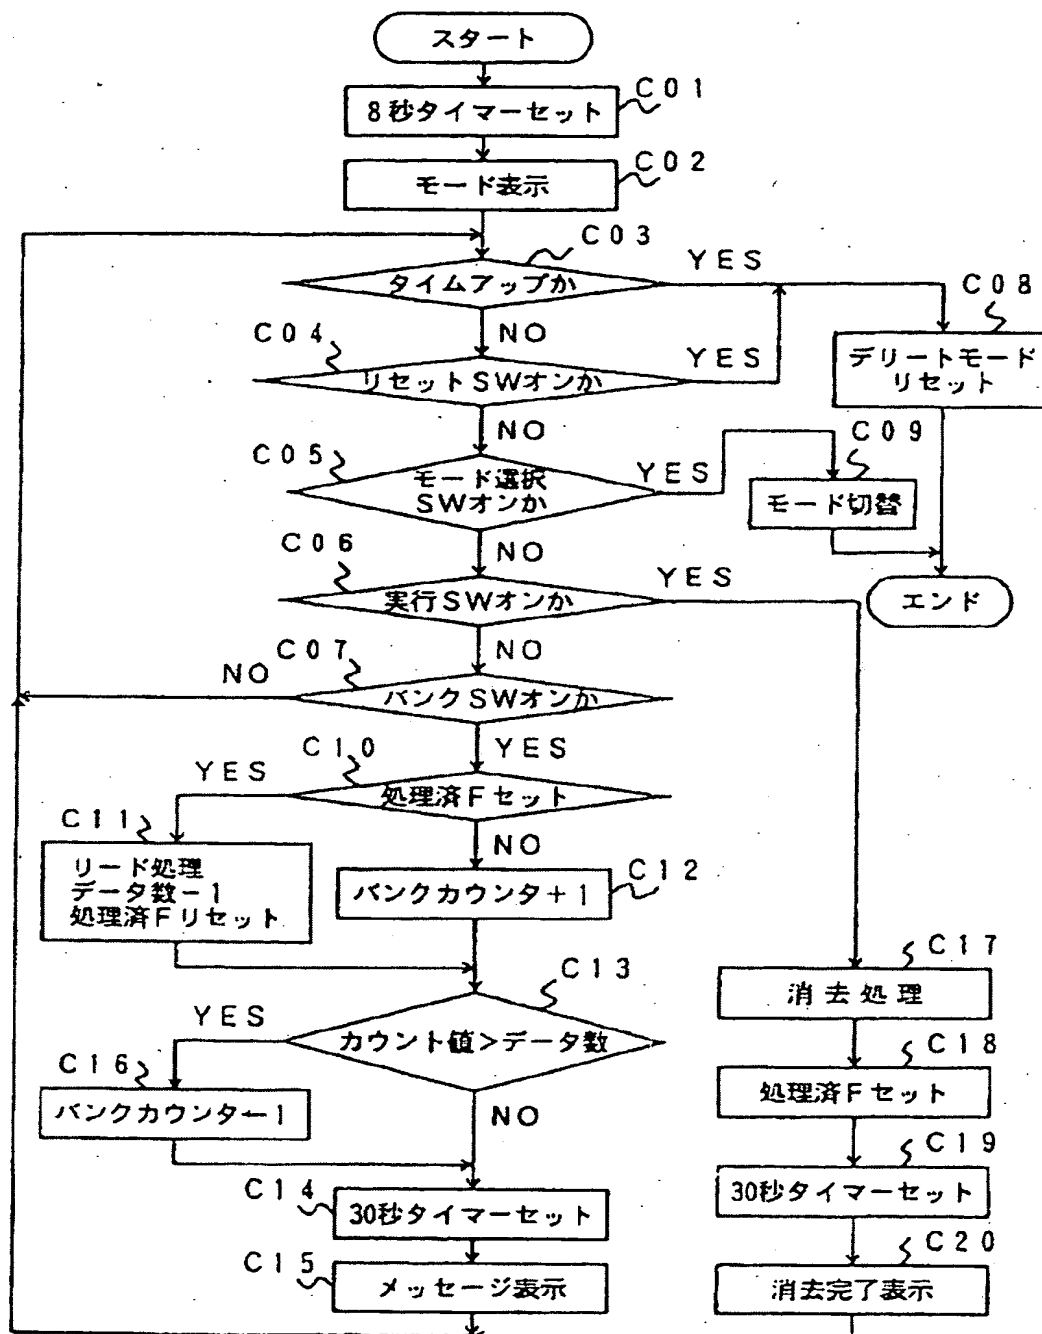 スタート
C01
8秒タイマーセット
C02
モード表示
C03
タイムアップか
YES
NO
C04
リセットSWオンか
YES
C08
デリートモード
リセット
NO
C05
モード選択
SWオンか
YES
C09
モード切替
NO
C06
実行SWオンか
YES
エンド
NO
C07
バンクSWオンか
NO
YES
C10
処理済Fセット
YES
NO
C11
リード処理
データ数-1
処理済Fリセット
C12
バンクカウンタ+1
C13
カウント値>データ数
YES
NO
C16
バンクカウンタ←1
C14
30秒タイマーセット
C15
メッセージ表示
C17
消去処理
C18
処理済Fセット
C19
30秒タイマーセット
C20
消去完了表示